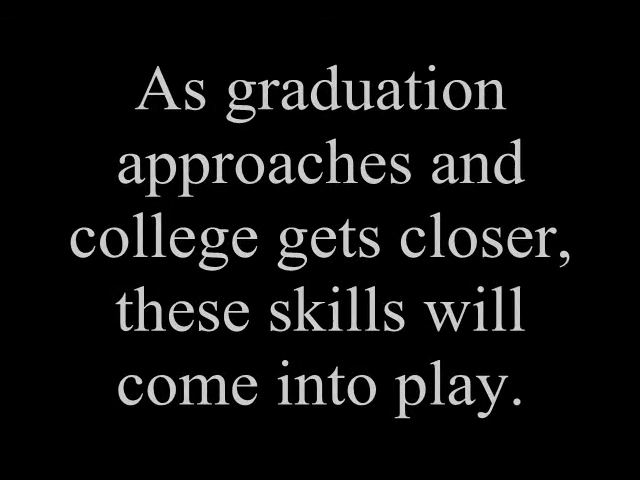 As graduation
approaches and
college gets closer,
these skills will
come into play.